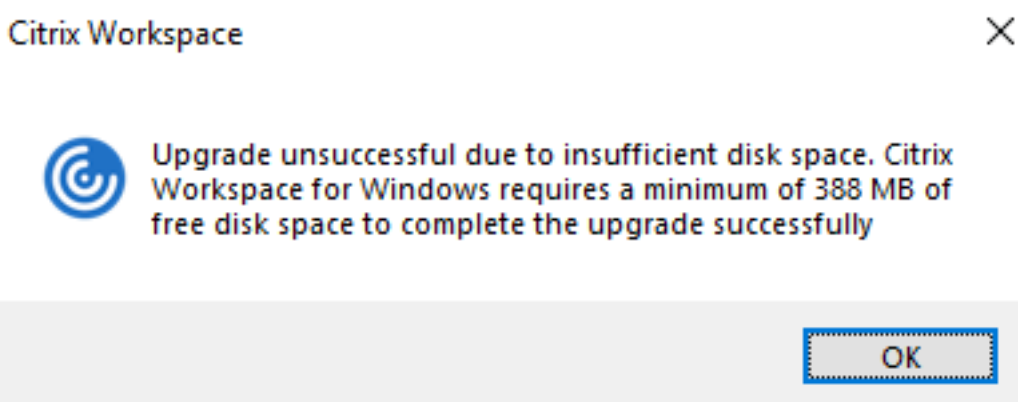 Citrix Workspace
Upgrade unsuccessful due to insufficient disk space. Citrix
Workspace for Windows requires a minimum of 388 MB of
free disk space to complete the upgrade successfully
OK